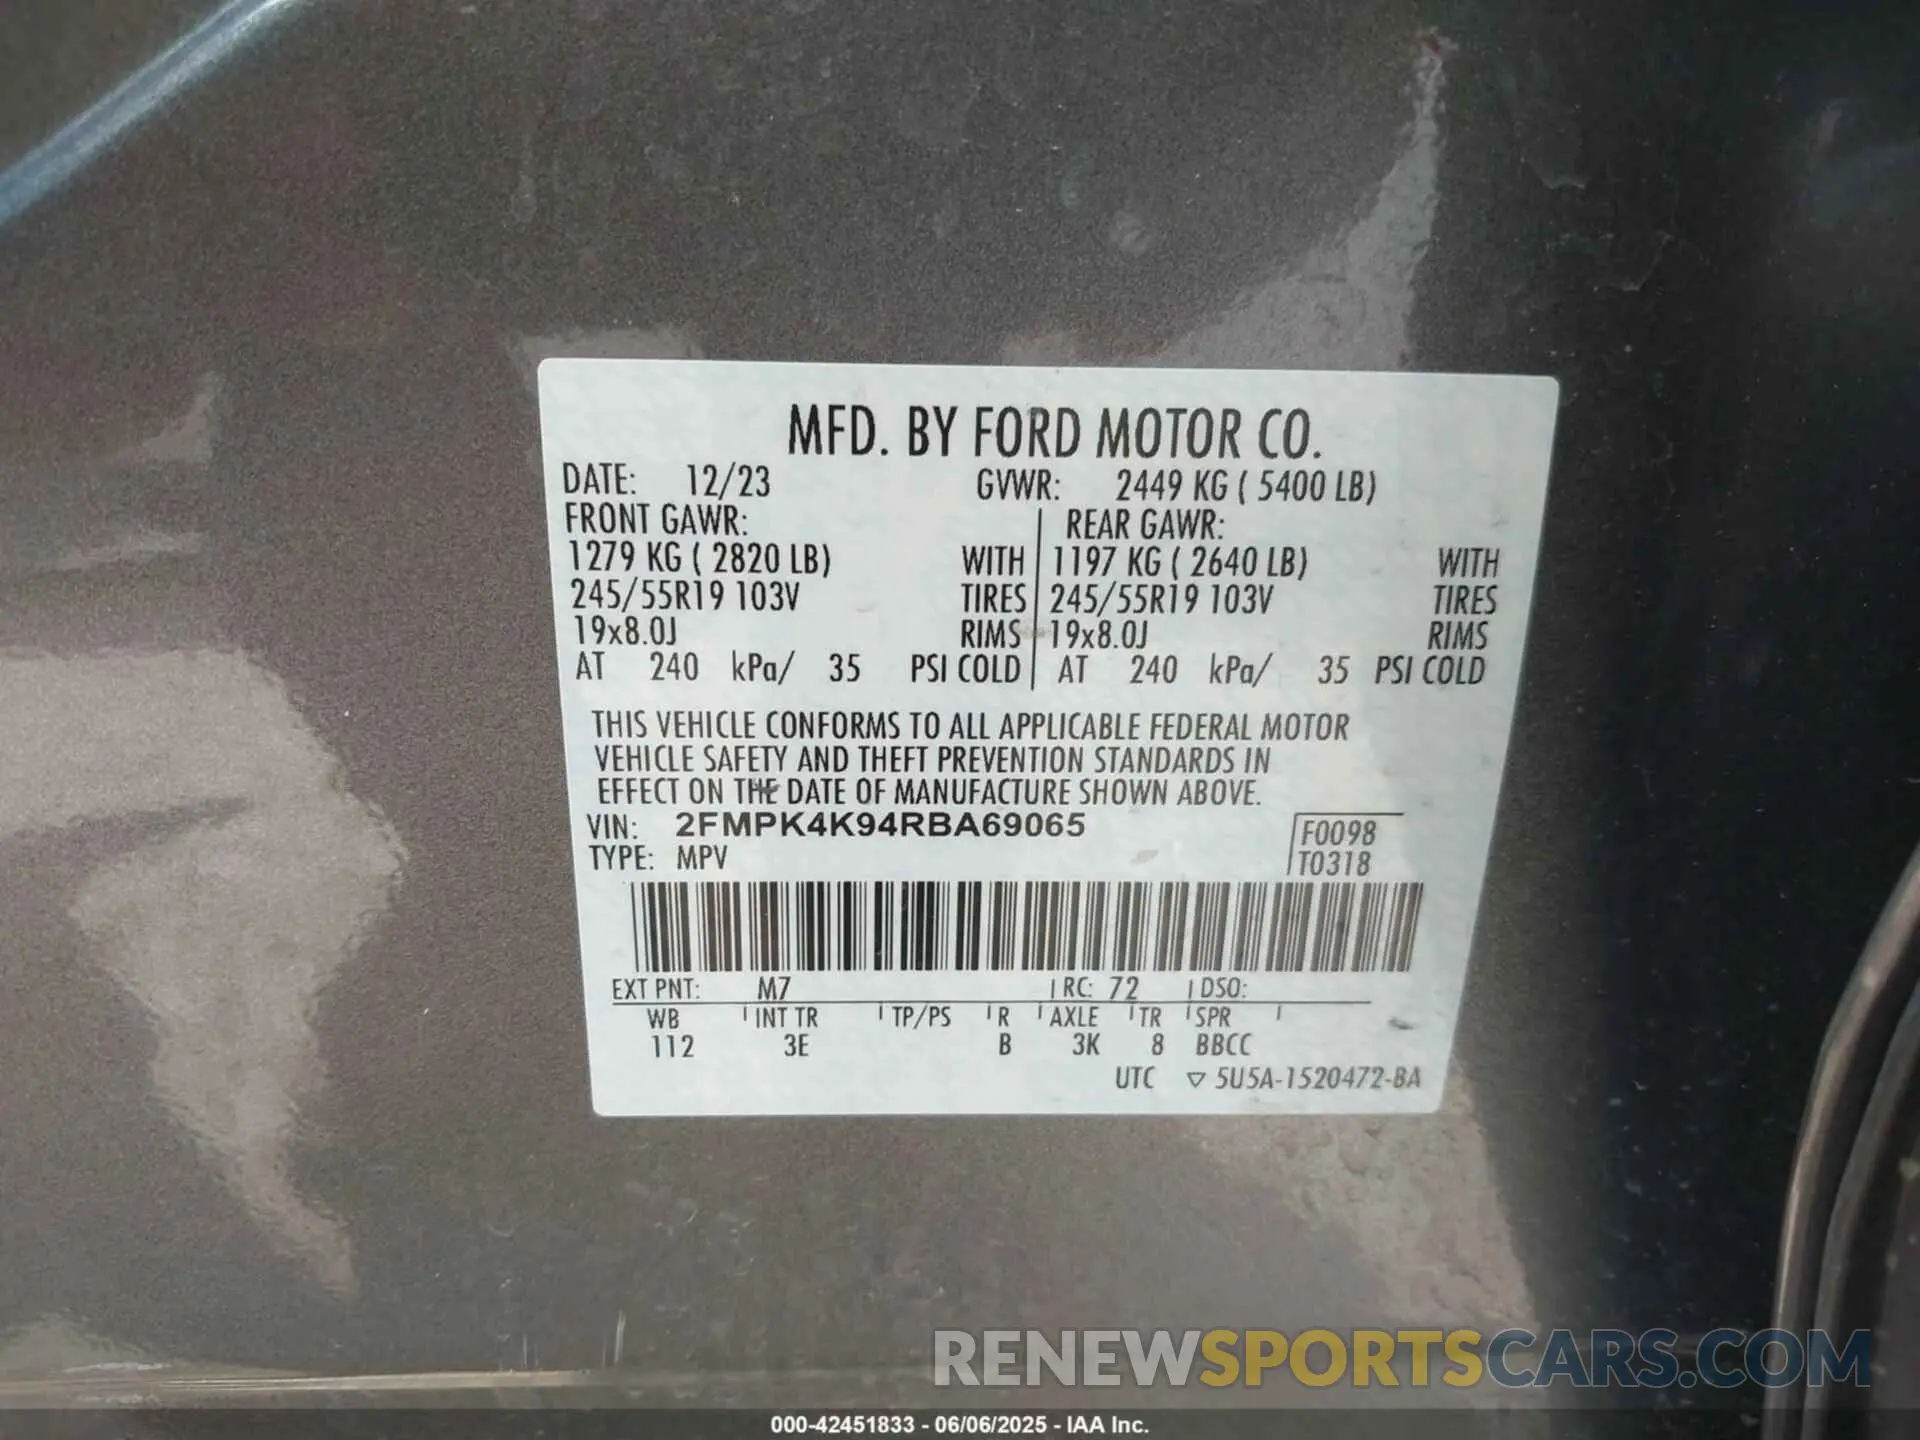 MFD. BY FORD MOTOR CO.
DATE: 12/23 GVWR: 2449 KG ( 5400 LB)
FRONT GAWR: REAR GAWR:
1279 KG ( 2820 LB) WITH 1197 KG ( 2640 LB) WITH
245/55R19 103V TIRES 245/55R19 103V TIRES
19x8.0J RIMS 19x8.0J RIMS
AT 240 kPa/ 35 PSI COLD AT 240 kPa/ 35 PSI COLD
THIS VEHICLE CONFORMS TO ALL APPLICABLE FEDERAL MOTOR
VEHICLE SAFETY AND THEFT PREVENTION STANDARDS IN
EFFECT ON THE DATE OF MANUFACTURE SHOWN ABOVE.
VIN: 2FMPK4K94RBA69065 F0098
TYPE: MPV T0318
EXT PNT: M7 RC: 72 DSO:
WB INT TR TP/PS R AXLE TR SPR
112 3E B 3K 8 BBCC
UTC ▽ 5U5A-1520472-BA
RENEWSPORTSCARS.COM
000-42451833 - 06/06/2025 - IAA Inc.